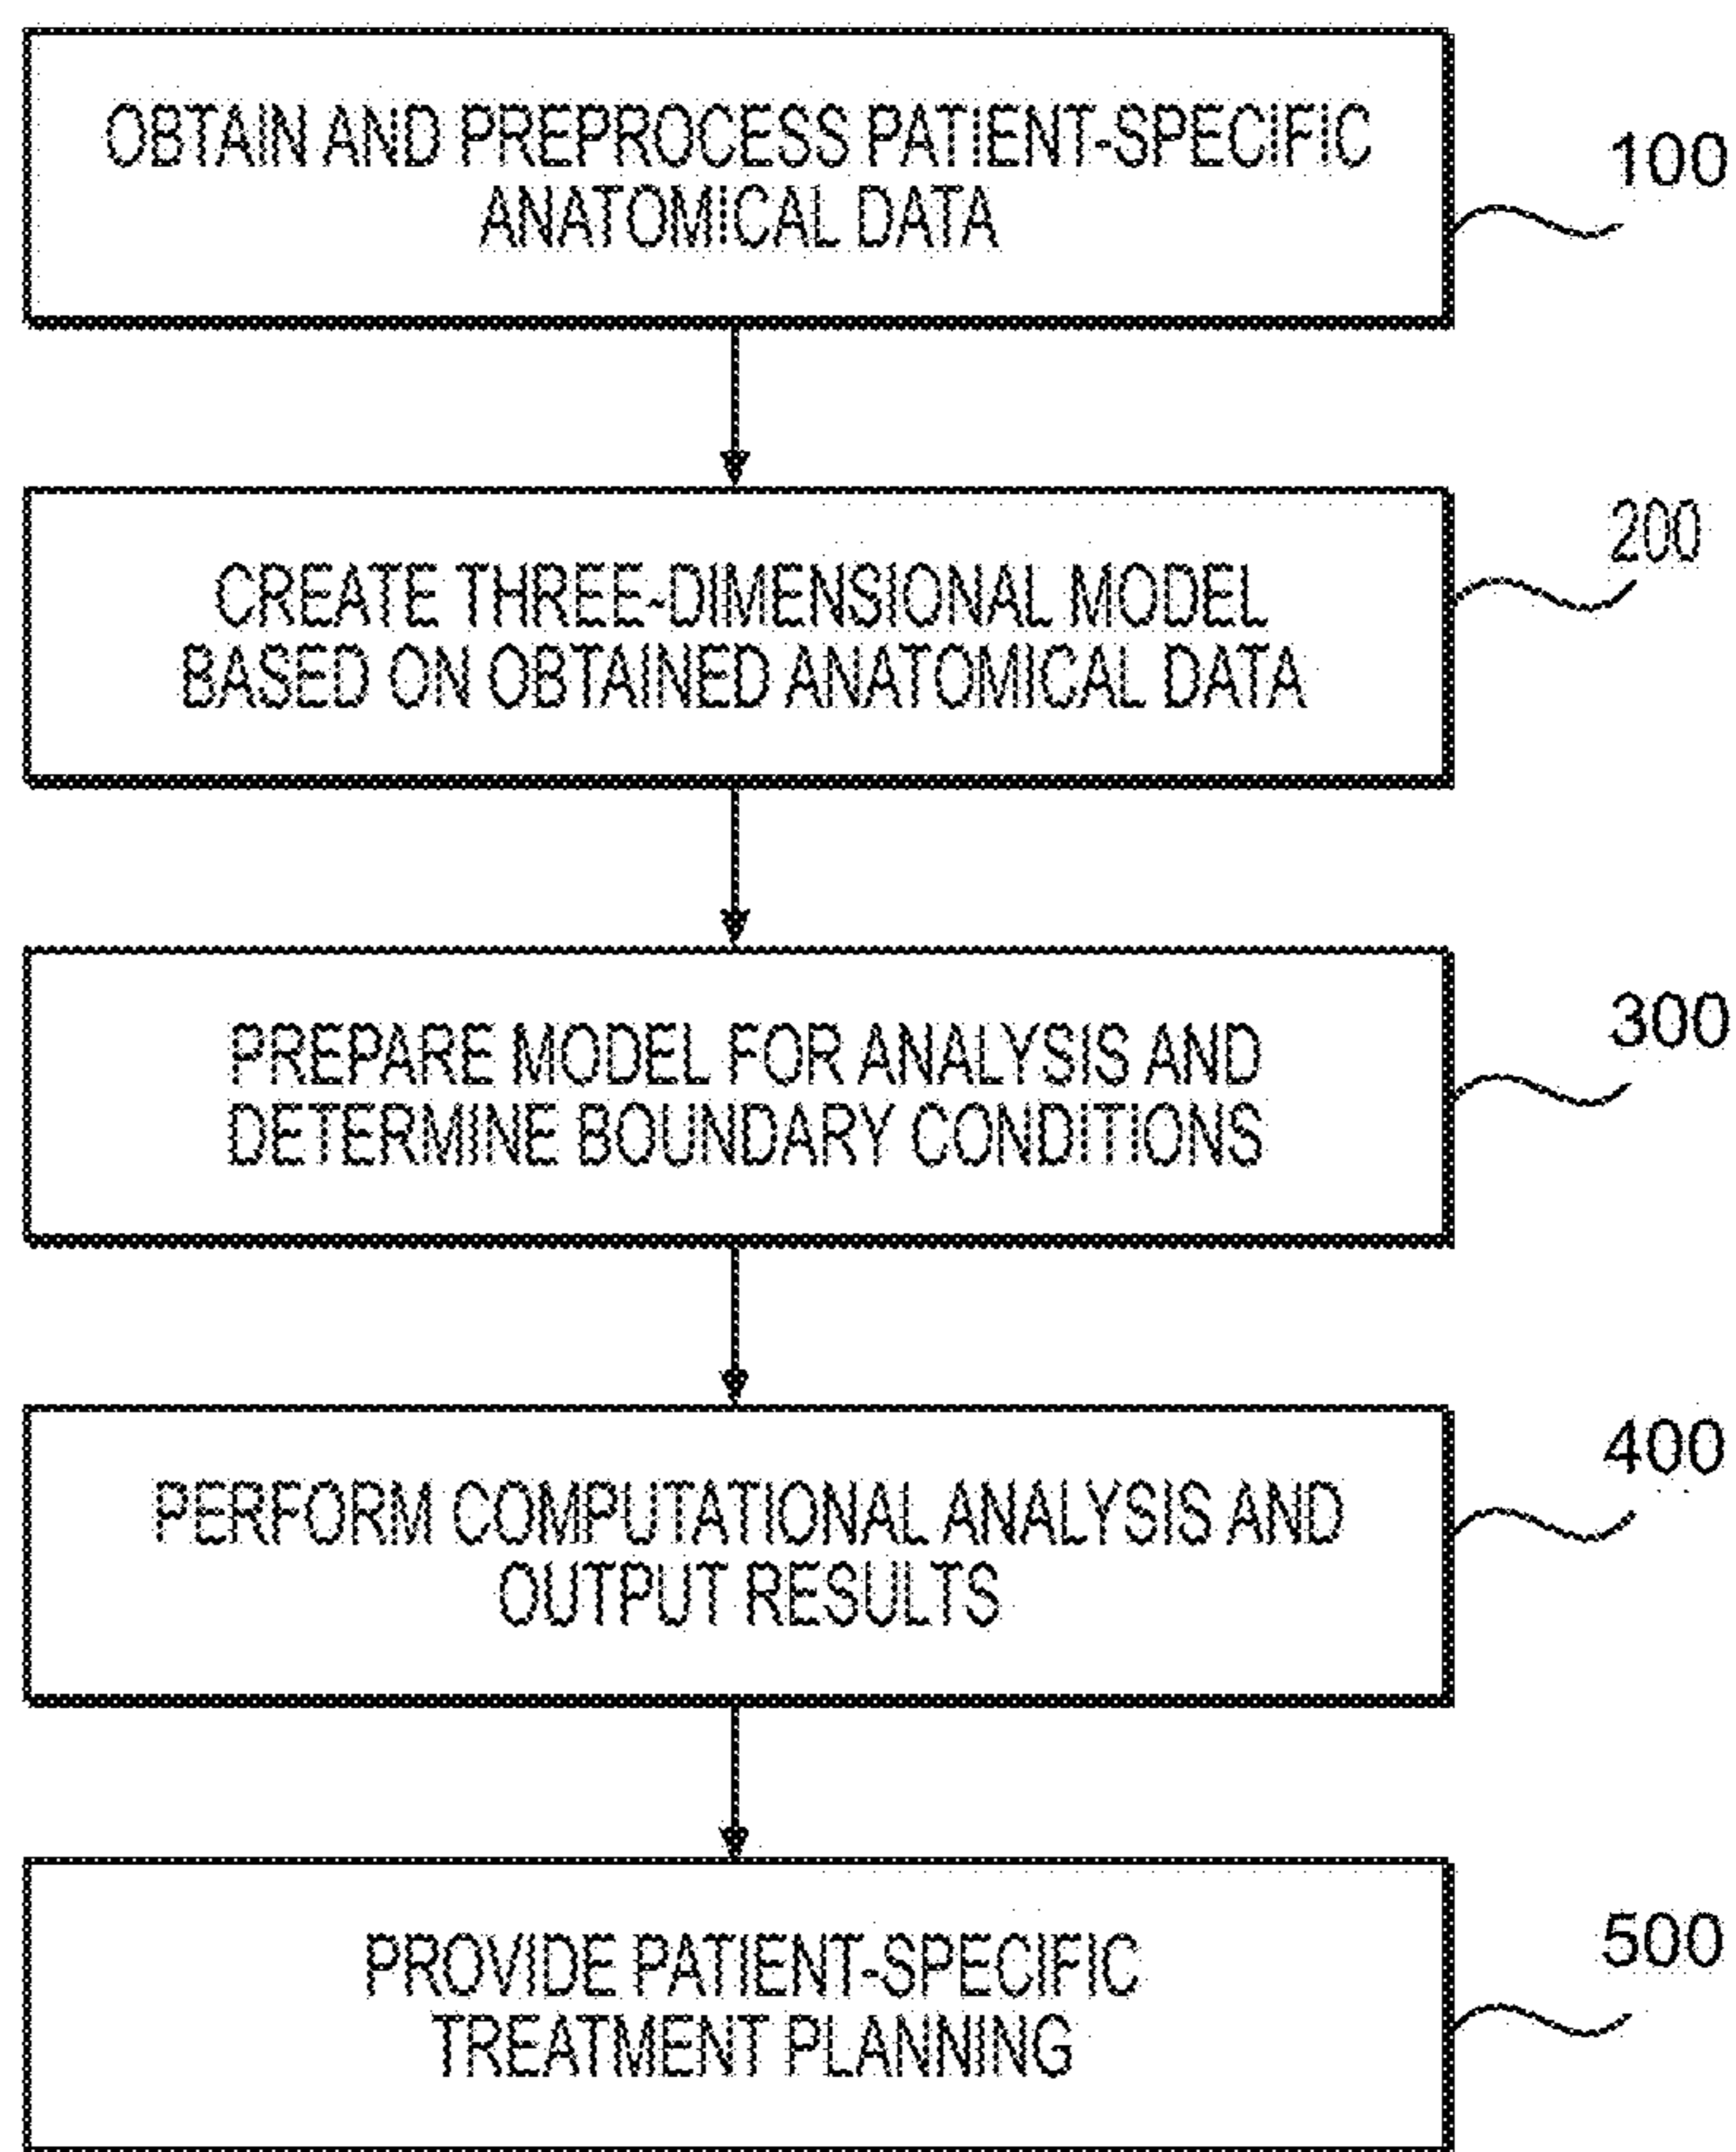 OBTAIN AND PREPROCESS PATIENT-SPECIFIC
ANATOMICAL DATA
100
CREATE THREE-DIMENSIONAL MODEL
BASED ON OBTAINED ANATOMICAL DATA
200
PREPARE MODEL FOR ANALYSIS AND
DETERMINE BOUNDARY CONDITIONS
300
PERFORM COMPUTATIONAL ANALYSIS AND
OUTPUT RESULTS
400
PROVIDE PATIENT-SPECIFIC
TREATMENT PLANNING
500